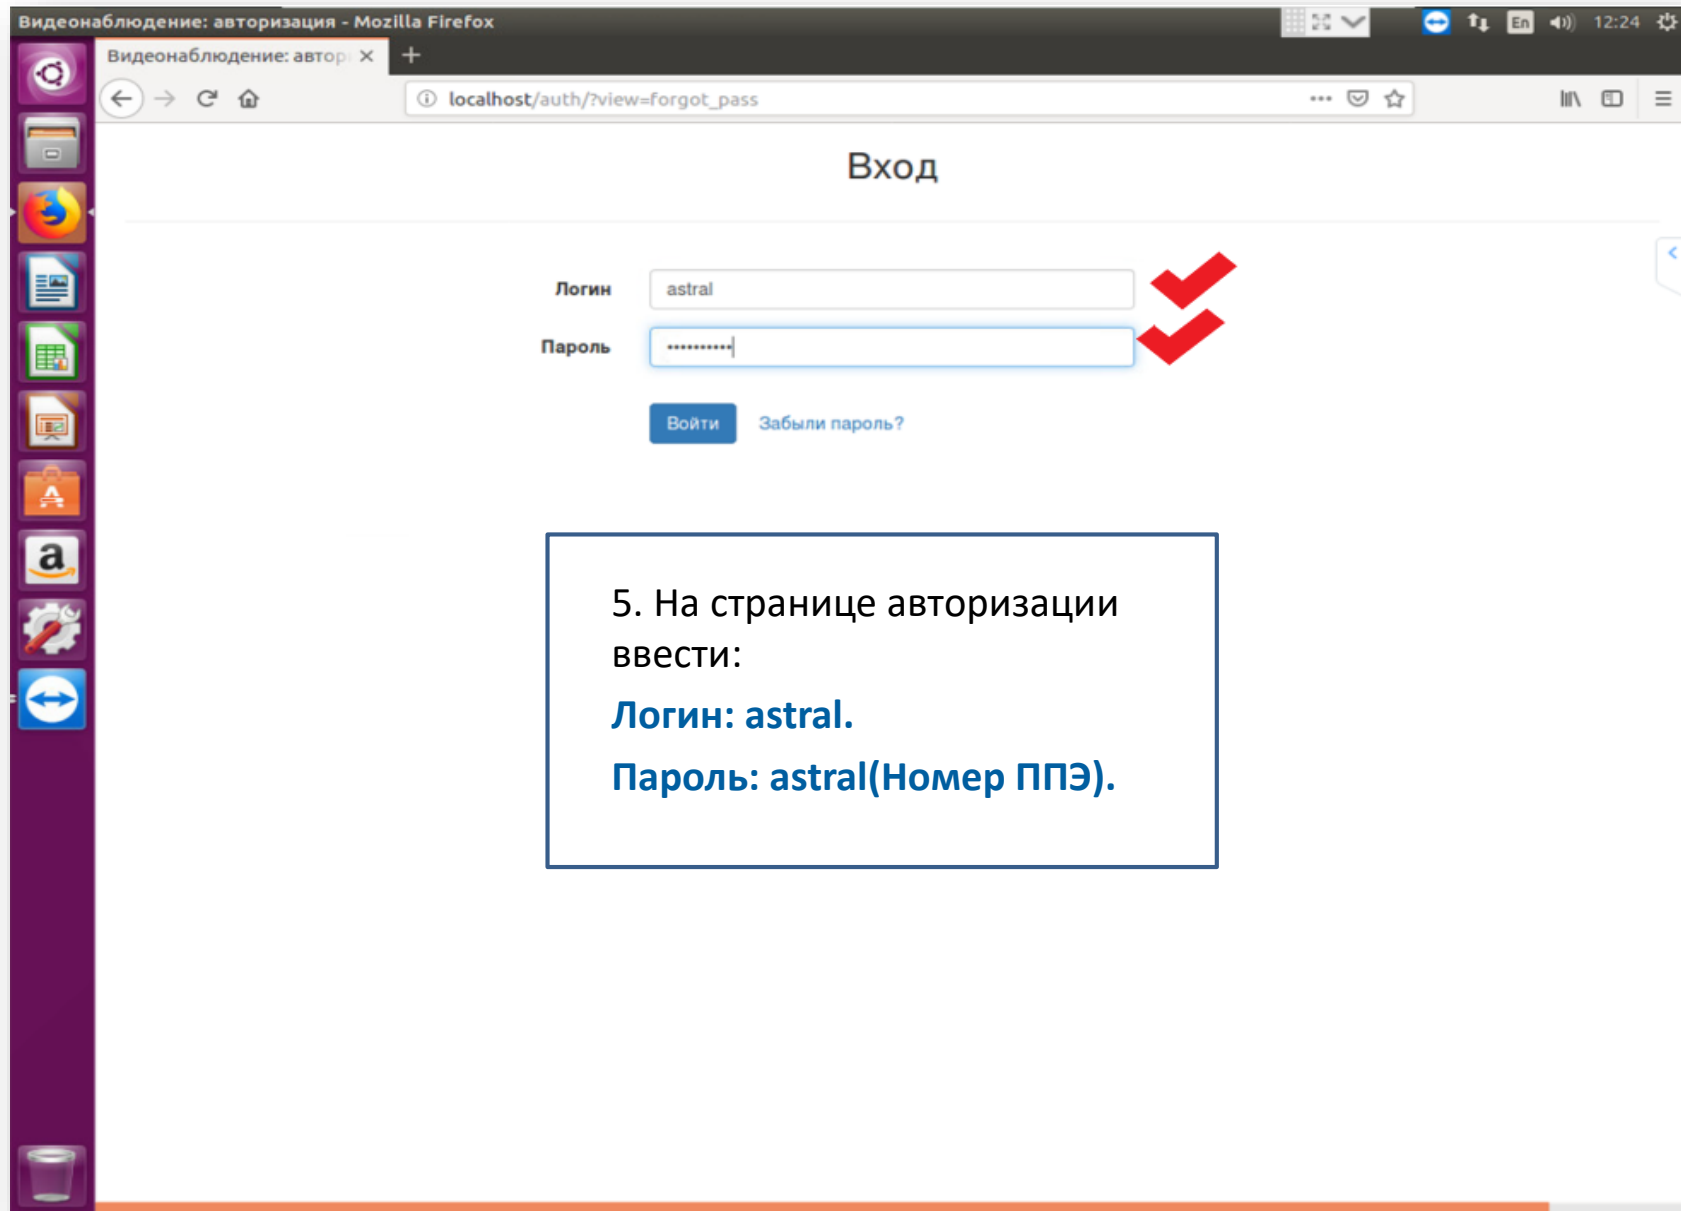 Видеонаблюдение: авторизация - Mozilla Firefox
En
12:24
Видеонаблюдение: автор
localhost/auth/?view=forgot_pass
Вход
Логин
astral
Пароль
••••••••••
Войти
Забыли пароль?
5. На странице авторизации
ввести:
Логин: astral.
Пароль: astral(Номер ППЭ).